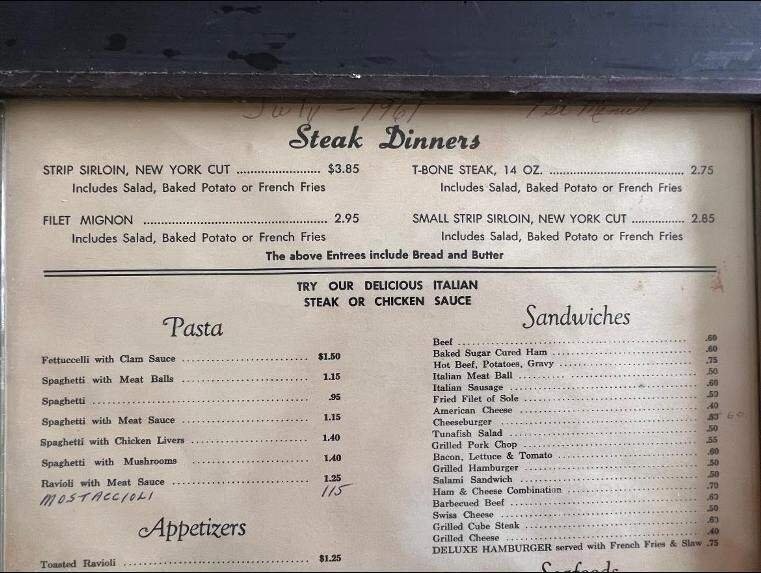 July - 1961 1st Menu
Steak Dinners
STRIP SIRLOIN, NEW YORK CUT ........................ $3.85
Includes Salad, Baked Potato or French Fries
FILET MIGNON ........................ 2.95
Includes Salad, Baked Potato or French Fries
T-BONE STEAK, 14 OZ. ........................ 2.75
Includes Salad, Baked Potato or French Fries
SMALL STRIP SIRLOIN, NEW YORK CUT ............... 2.85
Includes Salad, Baked Potato or French Fries
The above Entrees include Bread and Butter
TRY OUR DELICIOUS ITALIAN
STEAK OR CHICKEN SAUCE
Pasta
Fettuccelli with Clam Sauce ........................ $1.50
Spaghetti with Meat Balls ........................ 1.15
Spaghetti ........................ .95
Spaghetti with Meat Sauce ........................ 1.15
Spaghetti with Chicken Livers ........................ 1.40
Spaghetti with Mushrooms ........................ 1.40
Ravioli with Meat Sauce ........................ 1.25
MOSTACCIOLI 115
Appetizers
Toasted Ravioli ........................ $1.25
Sandwiches
Beef ........................ .60
Baked Sugar Cured Ham ........................ .60
Hot Beef, Potatoes, Gravy ........................ .75
Italian Meat Ball ........................ .50
Italian Sausage ........................ .60
Fried Filet of Sole ........................ .50
American Cheese ........................ .40
Cheeseburger ........................ 60
Tunafish Salad ........................ .50
Grilled Pork Chop ........................ .55
Bacon, Lettuce & Tomato ........................ .60
Grilled Hamburger ........................ .50
Salami Sandwich ........................ .50
Ham & Cheese Combination ........................ .70
Barbecued Beef ........................ .60
Swiss Cheese ........................ .50
Grilled Cube Steak ........................ .60
Grilled Cheese ........................ .40
DELUXE HAMBURGER served with French Fries & Slaw .75
Seafoods